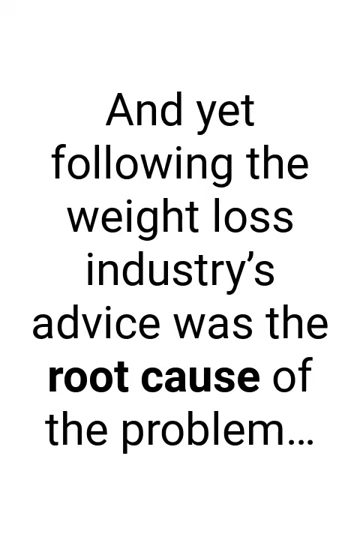 And yet
following the
weight loss
industry’s
advice was the
root cause of
the problem...